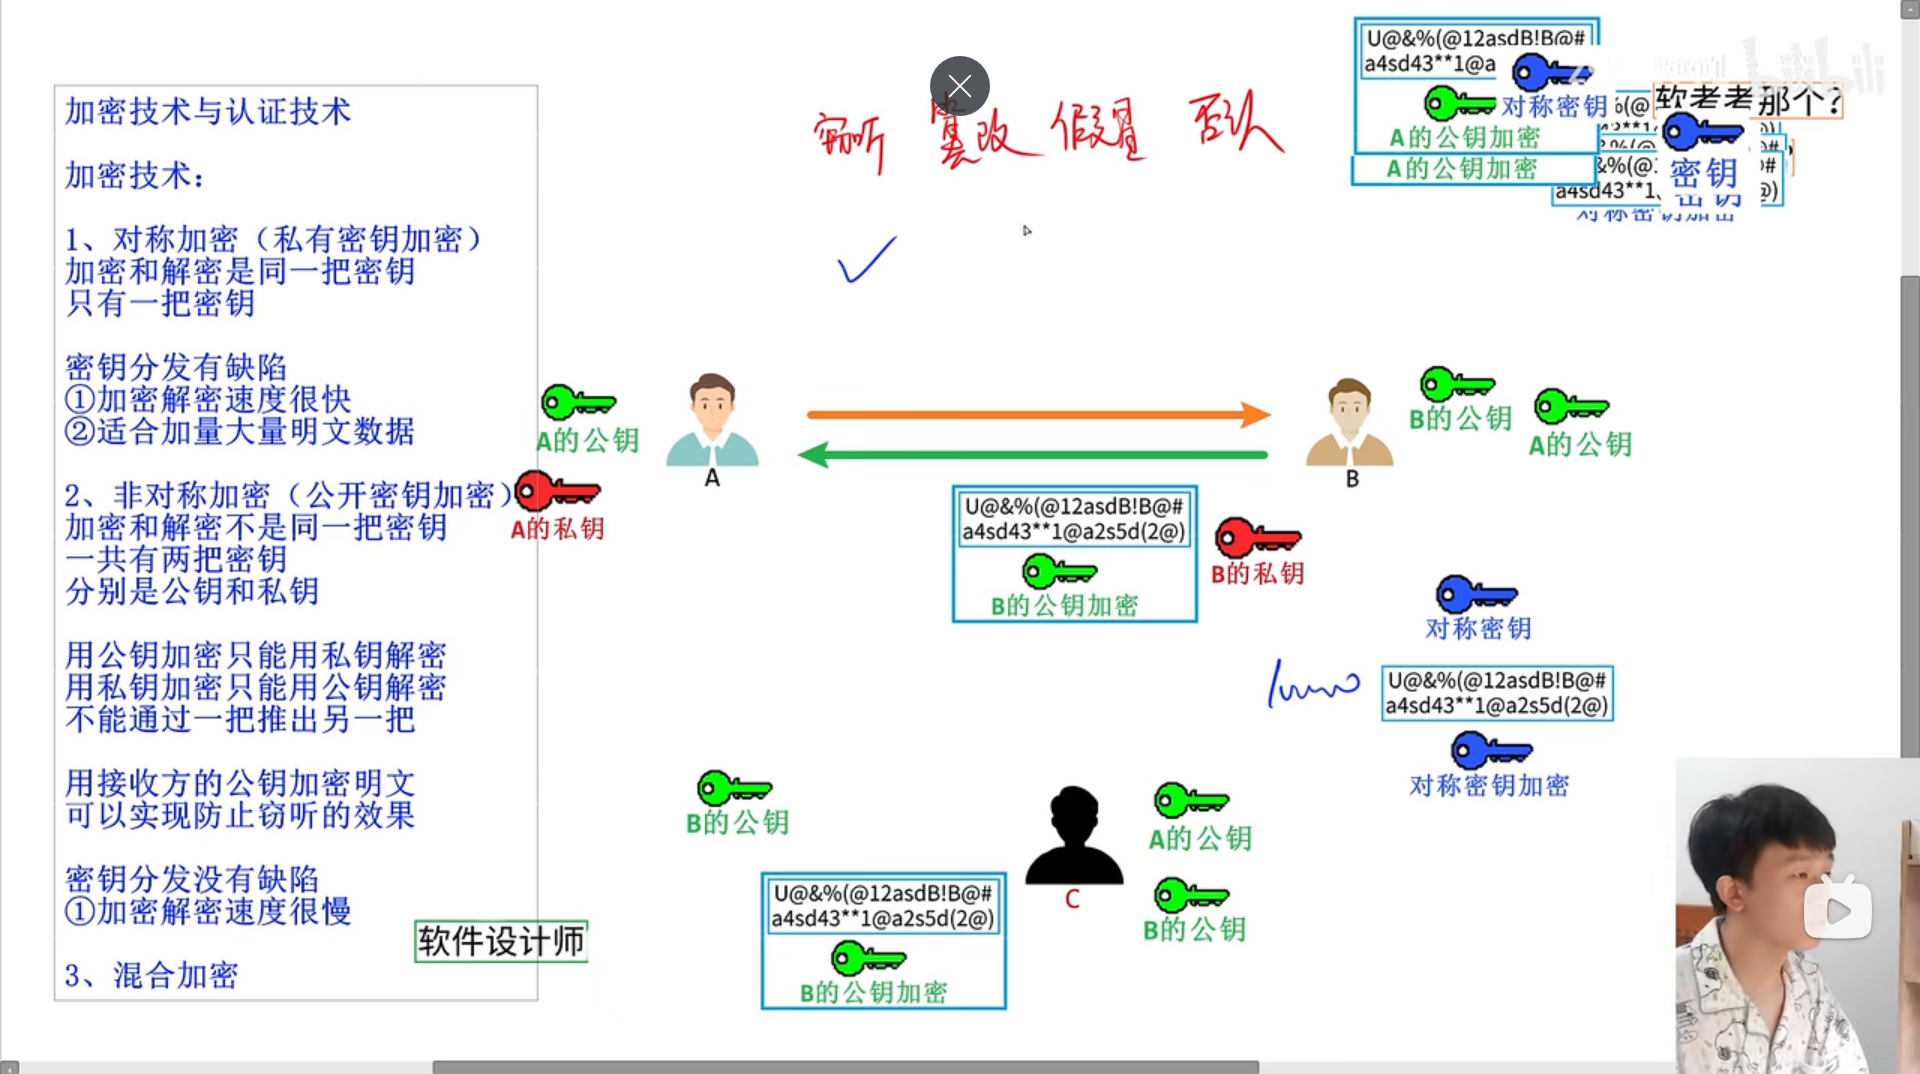 加密技术与认证技术
加密技术：
1、对称加密（私有密钥加密）
加密和解密是同一把密钥
只有一把密钥
密钥分发有缺陷
①加密解密速度很快
②适合加量大量明文数据
2、非对称加密（公开密钥加密）
加密和解密不是同一把密钥
一共有两把密钥
分别是公钥和私钥
用公钥加密只能用私钥解密
用私钥加密只能用公钥解密
不能通过一把推出另一把
用接收方的公钥加密明文
可以实现防止窃听的效果
密钥分发没有缺陷
①加密解密速度很慢
3、混合加密
软件设计师
窃听 篡改 假冒 否认
U@&%(@12asdB!B@#
a4sd43**1@a
对称密钥
A的公钥加密
A的公钥加密
软老老那个？
%(@
&%(@
a4sd43**1
密钥
对称密钥加密
bilibili
A的公钥
A的私钥
A
B
B的公钥
A的公钥
U@&%(@12asdB!B@#
a4sd43**1@a2s5d(2@)
B的公钥加密
B的私钥
对称密钥
U@&%(@12asdB!B@#
a4sd43**1@a2s5d(2@)
对称密钥加密
B的公钥
U@&%(@12asdB!B@#
a4sd43**1@a2s5d(2@)
B的公钥加密
C
A的公钥
B的公钥